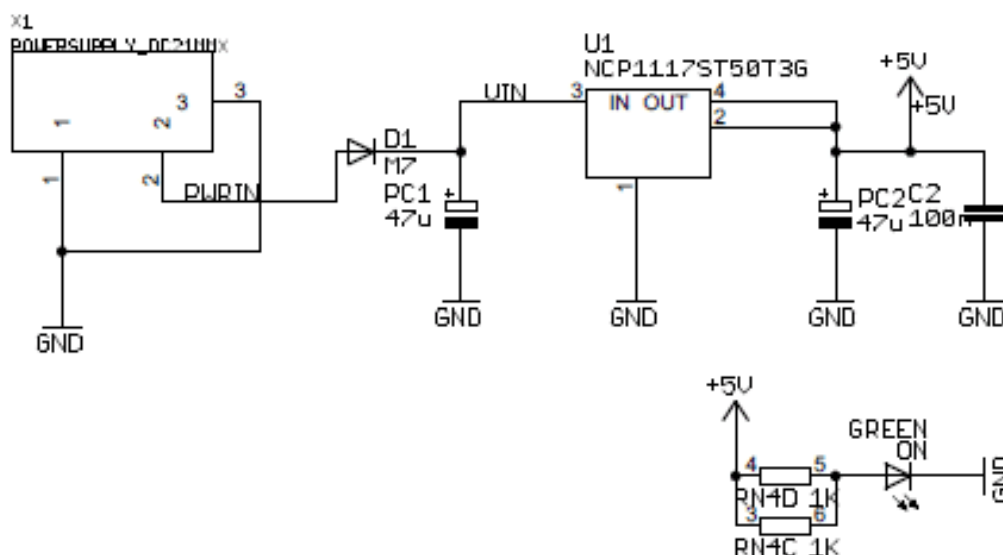 X1
POWERSUPPLY_DC21MMX
3
3
1
2
1
2
PWRIN
GND
D1
M7
PC1
47u
+
GND
VIN
U1
NCP1117ST50T3G
3
IN OUT
4
2
1
GND
+5V
+5V
+
PC2
47u
GND
C2
100n
GND
+5V
4
5
RN4D 1K
3
6
RN4C 1K
GREEN
ON
GND